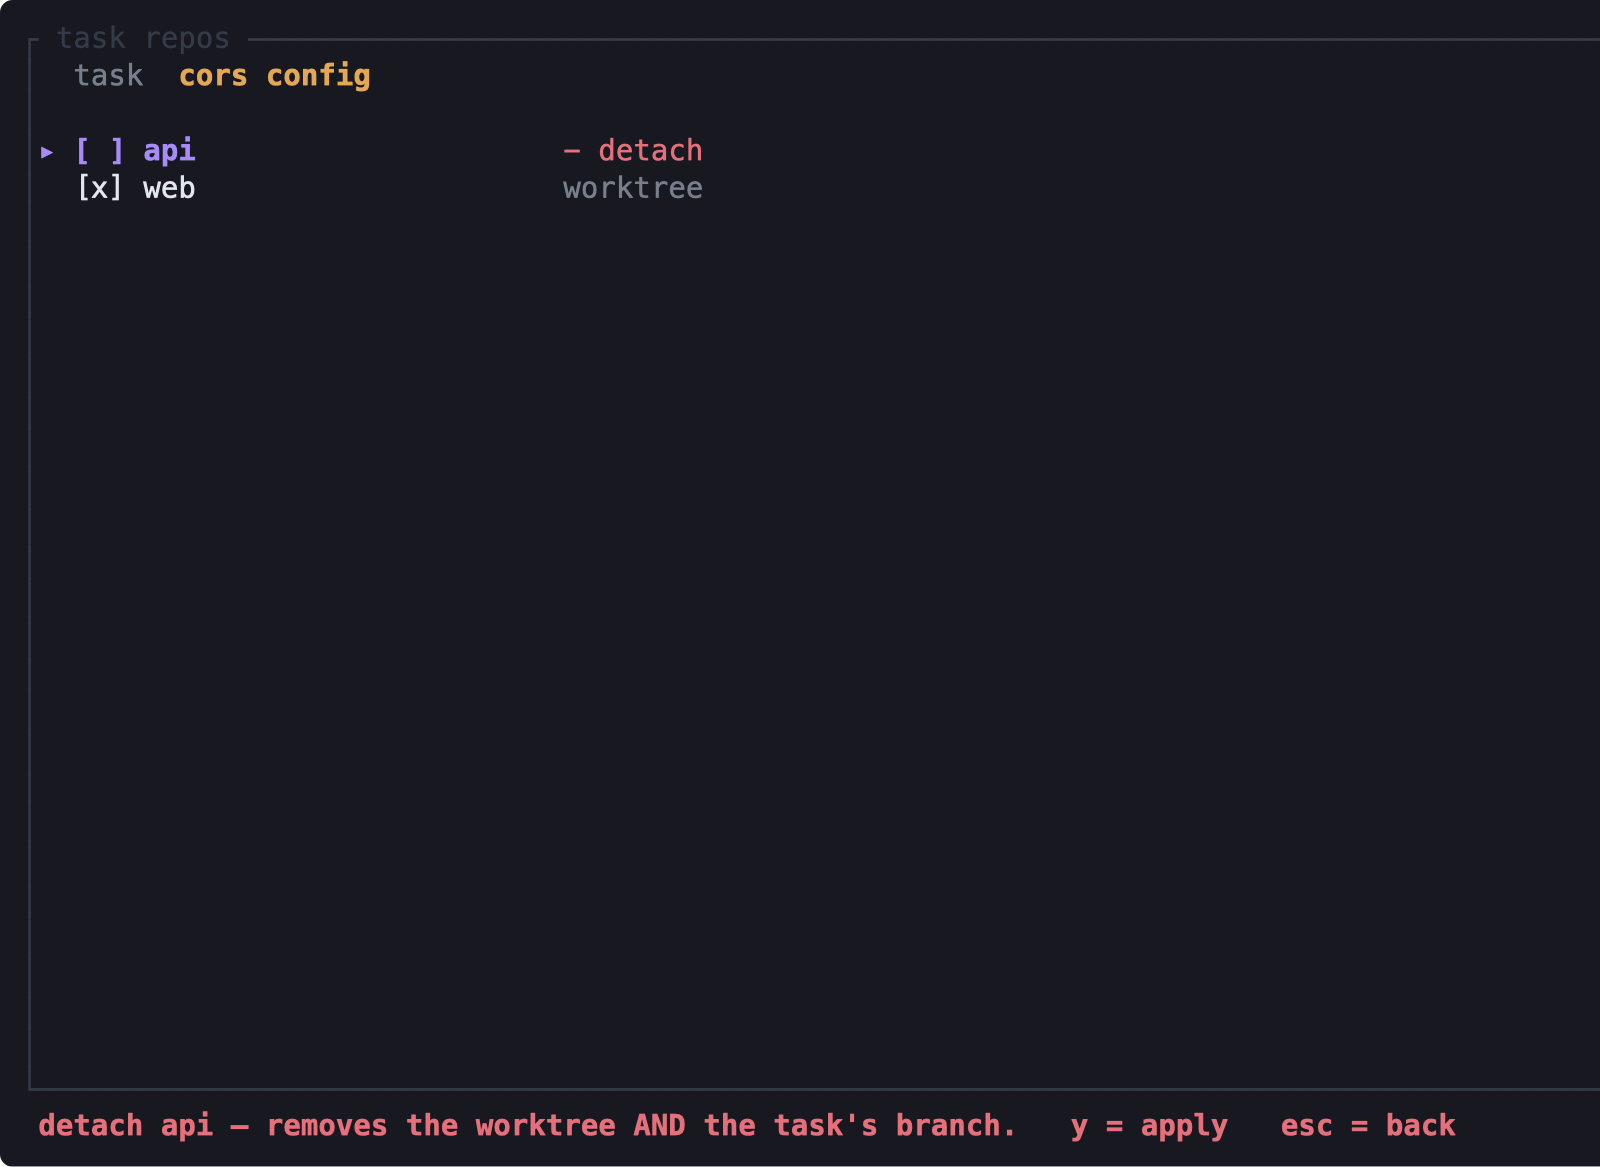 task repos
task  cors config
▸ [ ] api  – detach
[x] web  worktree
detach api — removes the worktree AND the task's branch.  y = apply  esc = back